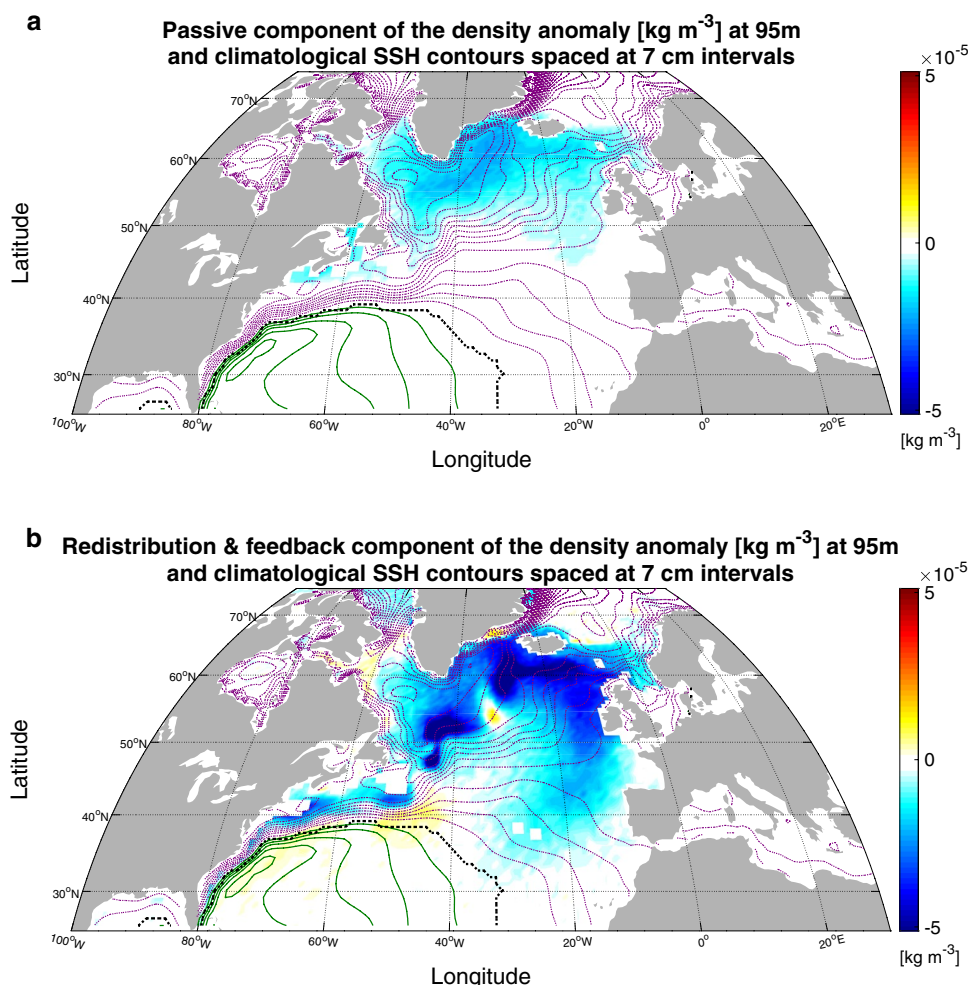 a
Passive component of the density anomaly [kg m⁻³] at 95m
and climatological SSH contours spaced at 7 cm intervals
×10⁻⁵
5
0
-5
[kg m⁻³]
70°N
60°N
50°N
40°N
30°N
Latitude
100°W
80°W
60°W
40°W
20°W
0°
20°E
Longitude
b
Redistribution & feedback component of the density anomaly [kg m⁻³] at 95m
and climatological SSH contours spaced at 7 cm intervals
×10⁻⁵
5
0
-5
[kg m⁻³]
70°N
60°N
50°N
40°N
30°N
Latitude
100°W
80°W
60°W
40°W
20°W
0°
20°E
Longitude